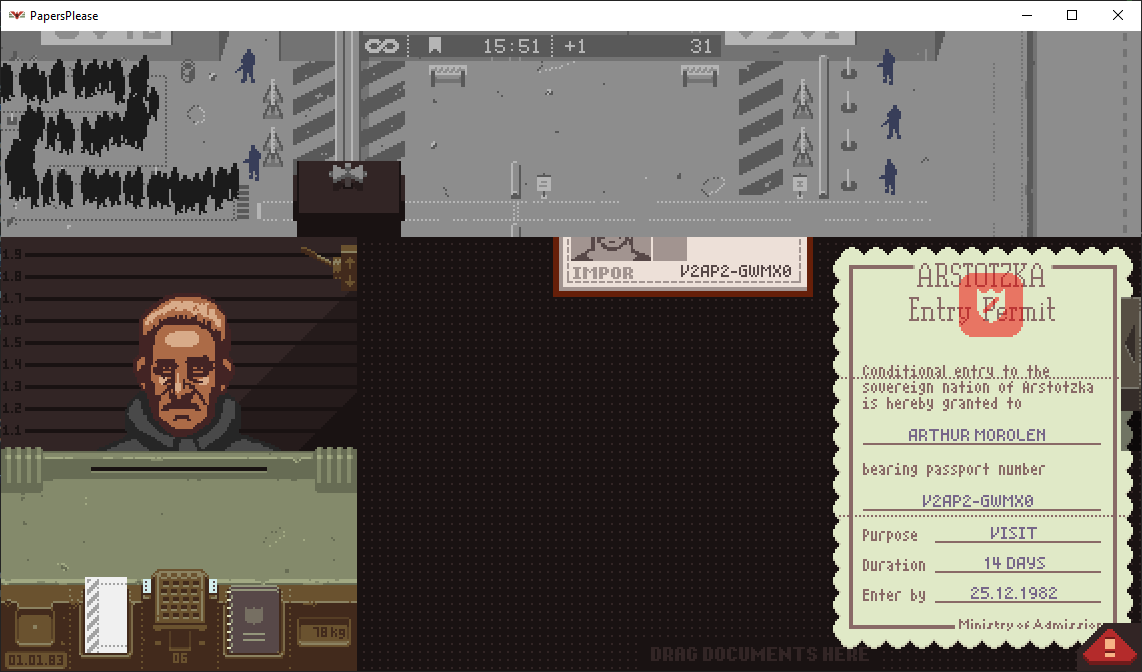 PapersPlease
15:51 +1 31
1.9
1.8
1.7
1.6
1.5
1.4
1.3
1.2
1.1
IMPOR V2AP2-GWMX0
ARSTOTZKA
Entry Permit
Conditional entry to the
sovereign nation of Arstotzka
is hereby granted to
ARTHUR MOROLEN
bearing passport number
V2AP2-GWMX0
Purpose VISIT
Duration 14 DAYS
Enter by 25.12.1982
Ministry of Admission
78kg
01.01.83
06
DRAG DOCUMENTS HERE